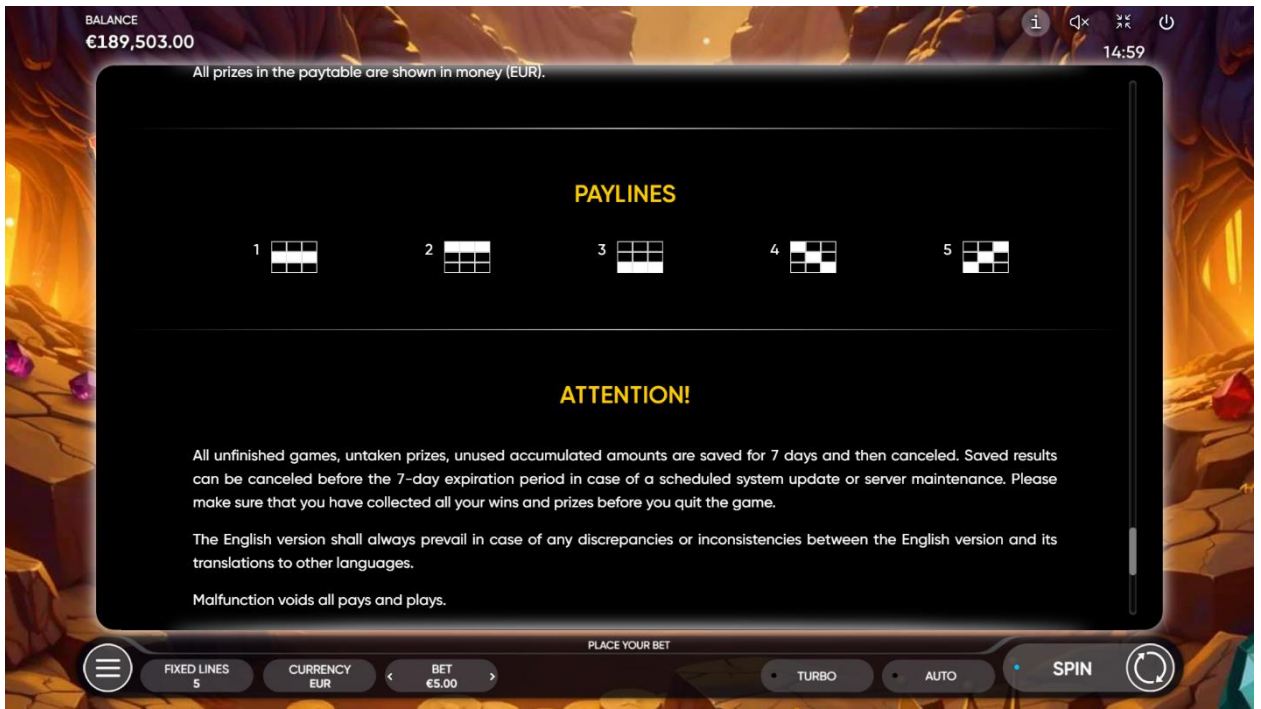 BALANCE
€189,503.00
i
14:59
All prizes in the paytable are shown in money (EUR).
PAYLINES
1 2 3 4 5
ATTENTION!
All unfinished games, untaken prizes, unused accumulated amounts are saved for 7 days and then canceled. Saved results
can be canceled before the 7-day expiration period in case of a scheduled system update or server maintenance. Please
make sure that you have collected all your wins and prizes before you quit the game.
The English version shall always prevail in case of any discrepancies or inconsistencies between the English version and its
translations to other languages.
Malfunction voids all pays and plays.
PLACE YOUR BET
FIXED LINES
5
CURRENCY
EUR
BET
€5.00
TURBO
AUTO
SPIN